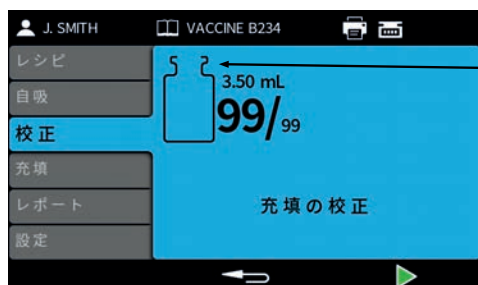 J. SMITH VACCINE B234
レシピ
自吸
校正
充填
レポート
設定
3.50 mL
99/99
充填の校正